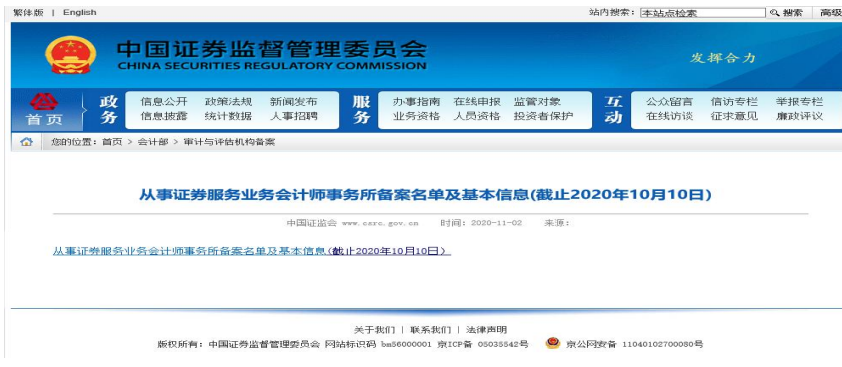 繁体版 | English 站内搜索: 本站点检索 搜索 高级
中国证券监督管理委员会
CHINA SECURITIES REGULATORY COMMISSION
发挥合力
首页
政务
信息公开 政策法规 新闻发布
信息披露 统计数据 人事招聘
服务
办事指南 在线申报 监管对象
业务资格 人员资格 投资者保护
互动
公众留言 信访专栏 举报专栏
在线访谈 征求意见 廉政评议
您的位置: 首页 > 会计部 > 审计与评估机构备案
从事证券服务业务会计师事务所备案名单及基本信息(截止2020年10月10日)
中国证监会 www.csrc.gov.cn 时间: 2020-11-02 来源:
从事证券服务业务会计师事务所备案名单及基本信息(截止2020年10月10日)
关于我们 | 联系我们 | 法律声明
版权所有: 中国证券监督管理委员会 网站标识码 bm56000001 京ICP备 05035542号 京公网安备 11040102700080号